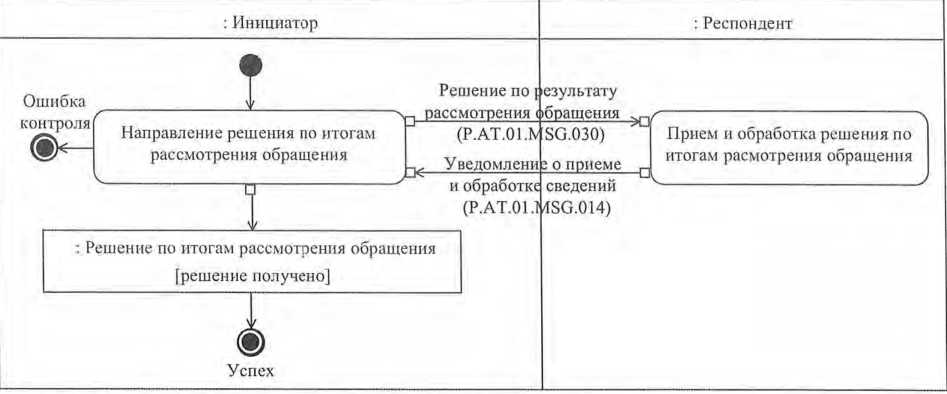 : Инициатор
: Респондент
Ошибка
контроля
Направление решения по итогам
рассмотрения обращения
Решение по результату
рассмотрения обращения
(P.AT.01.MSG.030)
Уведомление о приеме
и обработке сведений
(P.AT.01.MSG.014)
Прием и обработка решения по
итогам расмотрения обращения
: Решение по итогам рассмотрения обращения
[решение получено]
Успех